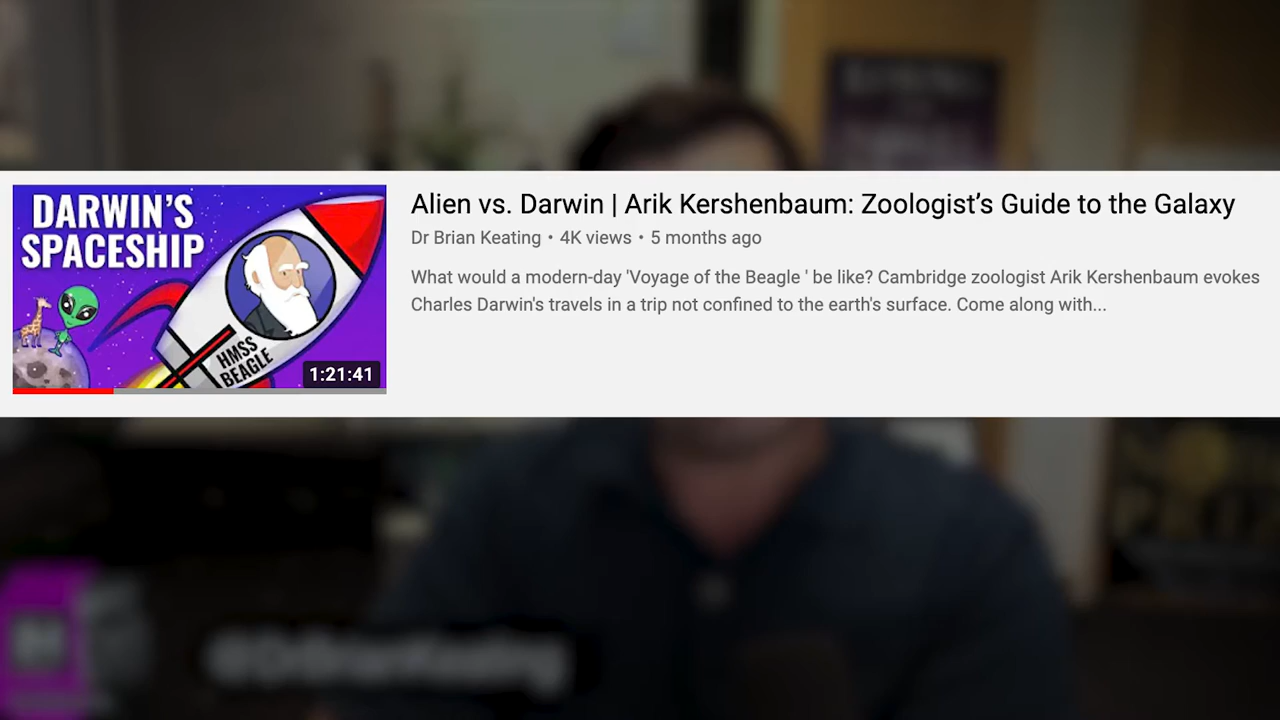 DARWIN'S
SPACESHIP
HMSS
BEAGLE
1:21:41
Alien vs. Darwin | Arik Kershenbaum: Zoologist’s Guide to the Galaxy
Dr Brian Keating • 4K views • 5 months ago
What would a modern-day 'Voyage of the Beagle ' be like? Cambridge zoologist Arik Kershenbaum evokes
Charles Darwin's travels in a trip not confined to the earth's surface. Come along with...
@DrBrianKeating